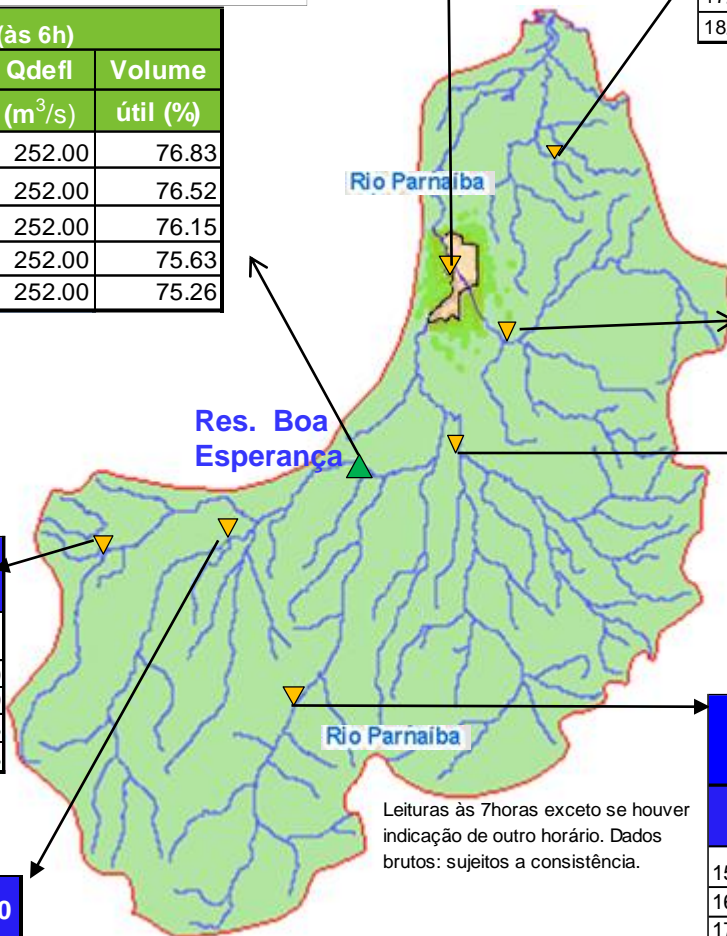 (às 6h)
Qdefl Volume
(m³/s) útil (%)
252.00 76.83
252.00 76.52
252.00 76.15
252.00 75.63
252.00 75.26
18
Rio Parnaíba
Res. Boa
Esperança
Rio Parnaíba
Leituras às 7horas exceto se houver
indicação de outro horário. Dados
brutos: sujeitos a consistência.
0
15
16
17